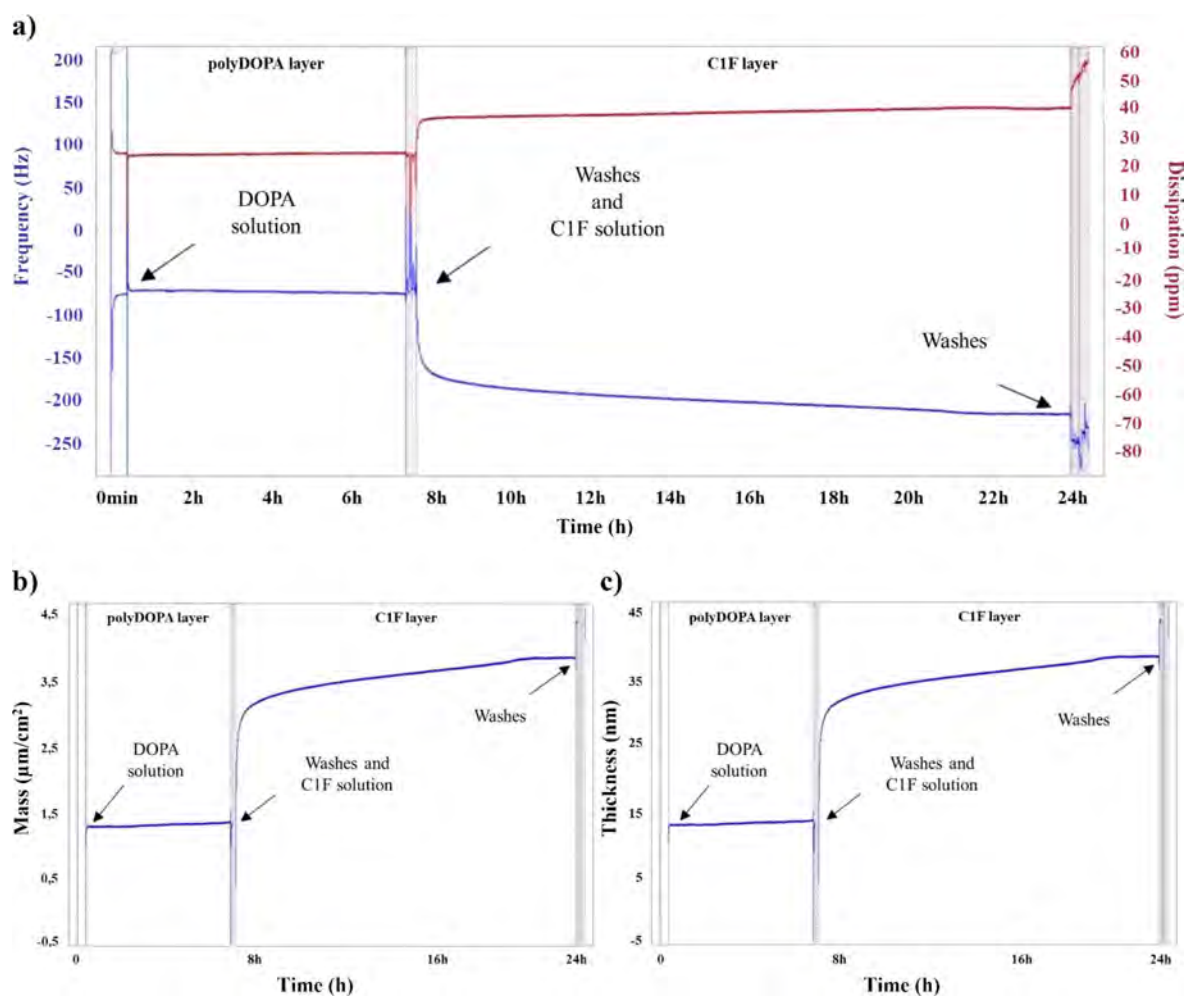 a)
polyDOPA layer
C1F layer
200
150
100
50
0
-50
-100
-150
-200
-250
Frequency (Hz)
60
50
40
30
20
10
0
-10
-20
-30
-40
-50
-60
-70
-80
Dissipation (ppm)
DOPA
solution
Washes
and
C1F solution
Washes
0min 2h 4h 6h 8h 10h 12h 14h 16h 18h 20h 22h 24h
Time (h)
b)
polyDOPA layer
C1F layer
4,5
3,5
2,5
1,5
0,5
-0,5
Mass (µm/cm²)
DOPA
solution
Washes and
C1F solution
Washes
0 8h 16h 24h
Time (h)
c)
polyDOPA layer
C1F layer
45
35
25
15
5
-5
Thickness (nm)
DOPA
solution
Washes and
C1F solution
Washes
0 8h 16h 24h
Time (h)